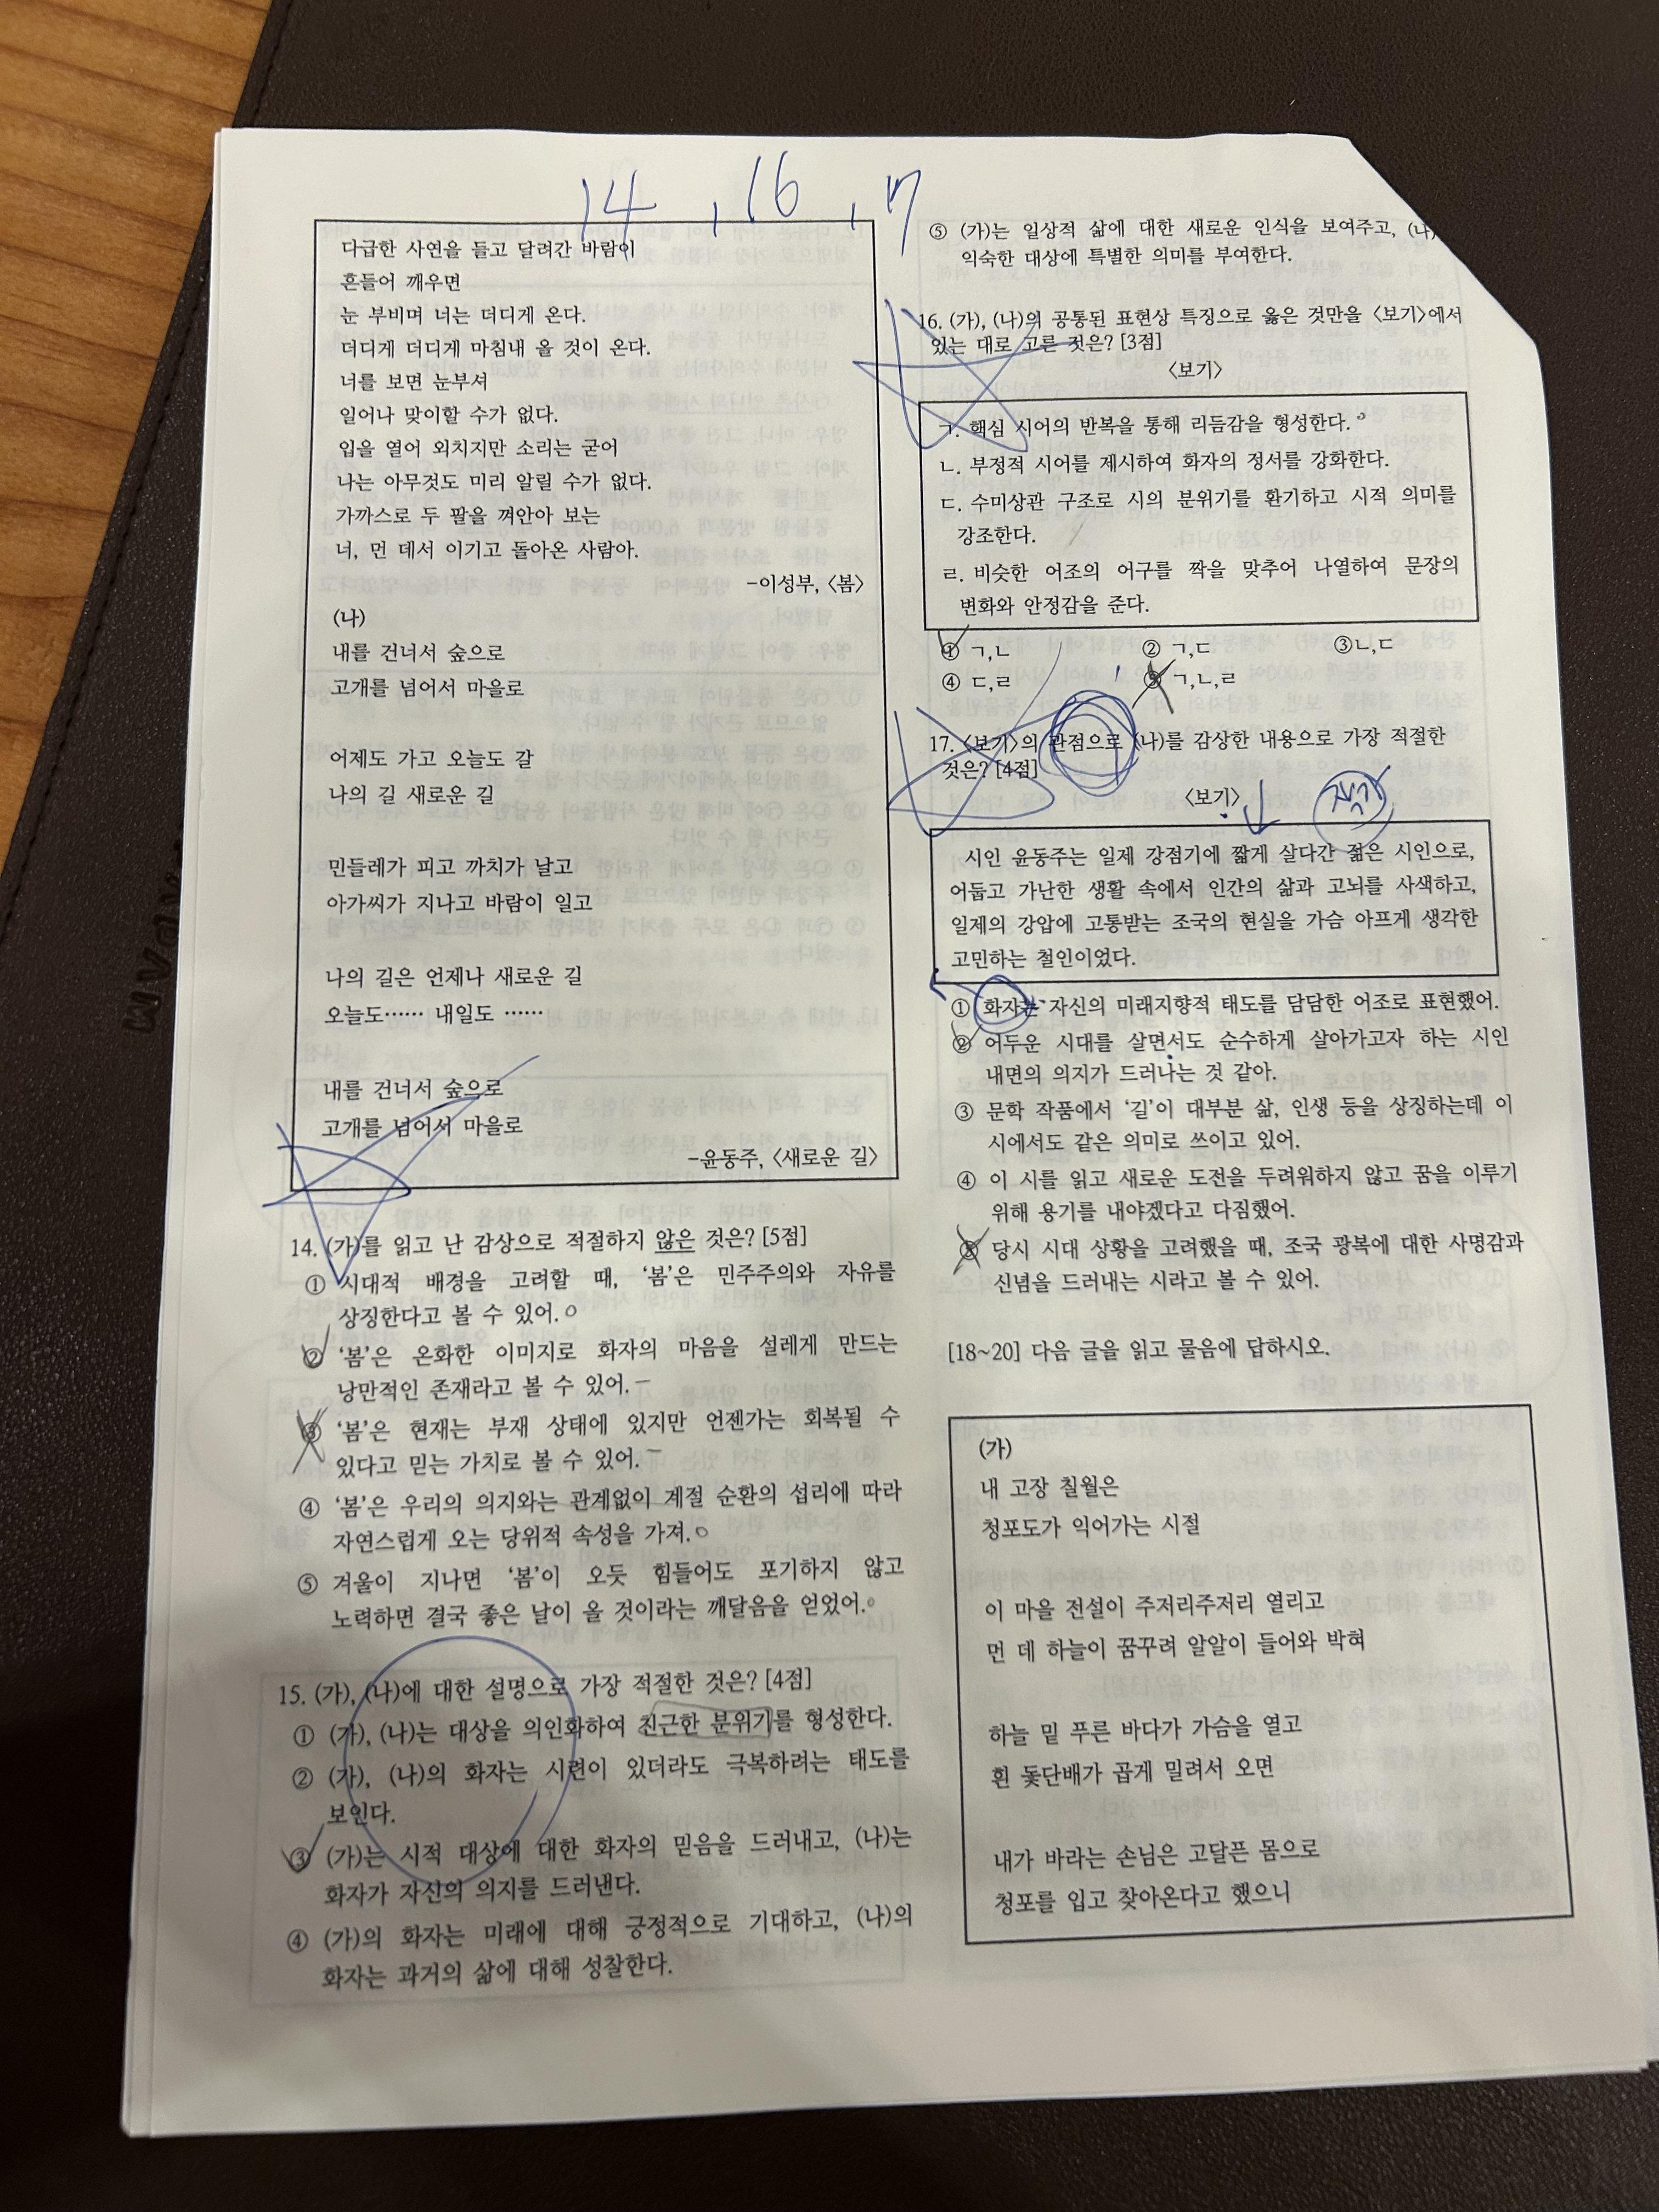 14, 16, 17
다급한 사연을 들고 달려간 바람이
흔들어 깨우면
눈 부비며 너는 더디게 온다.
더디게 더디게 마침내 올 것이 온다.
너를 보면 눈부셔
일어나 맞이할 수가 없다.
입을 열어 외치지만 소리는 굳어
나는 아무것도 미리 알릴 수가 없다.
가까스로 두 팔을 껴안아 보는
너, 먼 데서 이기고 돌아온 사람아.
-이성부, <봄>
(나)
내를 건너서 숲으로
고개를 넘어서 마을로
어제도 가고 오늘도 갈
나의 길 새로운 길
민들레가 피고 까치가 날고
아가씨가 지나고 바람이 일고
나의 길은 언제나 새로운 길
오늘도…… 내일도 ……
내를 건너서 숲으로
고개를 넘어서 마을로
-윤동주, <새로운 길>
14. (가)를 읽고 난 감상으로 적절하지 않은 것은? [5점]
① 시대적 배경을 고려할 때, ‘봄’은 민주주의와 자유를
상징한다고 볼 수 있어.
② ‘봄’은 온화한 이미지로 화자의 마음을 설레게 만드는
낭만적인 존재라고 볼 수 있어.
③ ‘봄’은 현재는 부재 상태에 있지만 언젠가는 회복될 수
있다고 믿는 가치로 볼 수 있어.
④ ‘봄’은 우리의 의지와는 관계없이 계절 순환의 섭리에 따라
자연스럽게 오는 당위적 속성을 가져.
⑤ 겨울이 지나면 ‘봄’이 오듯 힘들어도 포기하지 않고
노력하면 결국 좋은 날이 올 것이라는 깨달음을 얻었어.
15. (가), (나)에 대한 설명으로 가장 적절한 것은? [4점]
① (가), (나)는 대상을 의인화하여 친근한 분위기를 형성한다.
② (가), (나)의 화자는 시련이 있더라도 극복하려는 태도를
보인다.
③ (가)는 시적 대상에 대한 화자의 믿음을 드러내고, (나)는
화자가 자신의 의지를 드러낸다.
④ (가)의 화자는 미래에 대해 긍정적으로 기대하고, (나)의
화자는 과거의 삶에 대해 성찰한다.
⑤ (가)는 일상적 삶에 대한 새로운 인식을 보여주고, (나)
익숙한 대상에 특별한 의미를 부여한다.
16. (가), (나)의 공통된 표현상 특징으로 옳은 것만을 <보기>에서
있는 대로 고른 것은? [3점]
<보기>
ㄱ. 핵심 시어의 반복을 통해 리듬감을 형성한다.
ㄴ. 부정적 시어를 제시하여 화자의 정서를 강화한다.
ㄷ. 수미상관 구조로 시의 분위기를 환기하고 시적 의미를
강조한다.
ㄹ. 비슷한 어조의 어구를 짝을 맞추어 나열하여 문장의
변화와 안정감을 준다.
① ㄱ,ㄴ ② ㄱ,ㄷ ③ㄴ,ㄷ
④ ㄷ,ㄹ ⑤ ㄱ,ㄴ,ㄹ
17. <보기>의 관점으로 (나)를 감상한 내용으로 가장 적절한
것은? [4점]
<보기>
작가
시인 윤동주는 일제 강점기에 짧게 살다간 젊은 시인으로,
어둡고 가난한 생활 속에서 인간의 삶과 고뇌를 사색하고,
일제의 강압에 고통받는 조국의 현실을 가슴 아프게 생각한
고민하는 철인이었다.
① 화자는 자신의 미래지향적 태도를 담담한 어조로 표현했어.
② 어두운 시대를 살면서도 순수하게 살아가고자 하는 시인
내면의 의지가 드러나는 것 같아.
③ 문학 작품에서 ‘길’이 대부분 삶, 인생 등을 상징하는데 이
시에서도 같은 의미로 쓰이고 있어.
④ 이 시를 읽고 새로운 도전을 두려워하지 않고 꿈을 이루기
위해 용기를 내야겠다고 다짐했어.
⑤ 당시 시대 상황을 고려했을 때, 조국 광복에 대한 사명감과
신념을 드러내는 시라고 볼 수 있어.
[18~20] 다음 글을 읽고 물음에 답하시오.
(가)
내 고장 칠월은
청포도가 익어가는 시절
이 마을 전설이 주저리주저리 열리고
먼 데 하늘이 꿈꾸려 알알이 들어와 박혀
하늘 밑 푸른 바다가 가슴을 열고
흰 돛단배가 곱게 밀려서 오면
내가 바라는 손님은 고달픈 몸으로
청포를 입고 찾아온다고 했으니